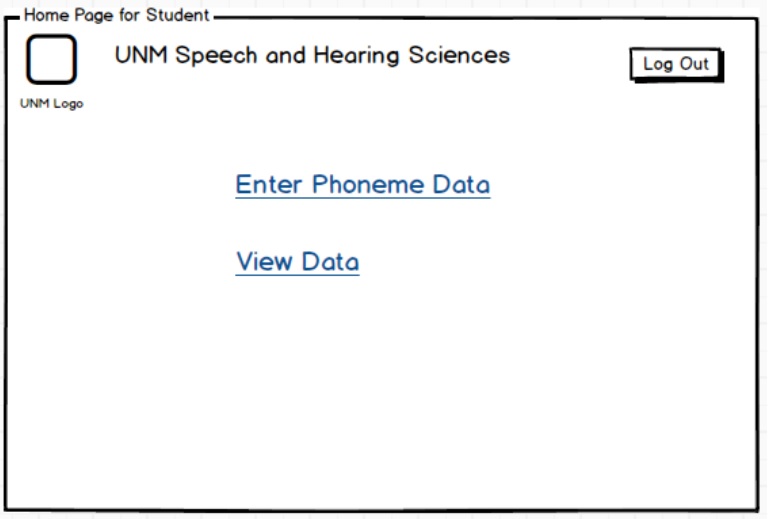 Home Page for Student
UNM Speech and Hearing Sciences
Log Out
UNM Logo
Enter Phoneme Data
View Data